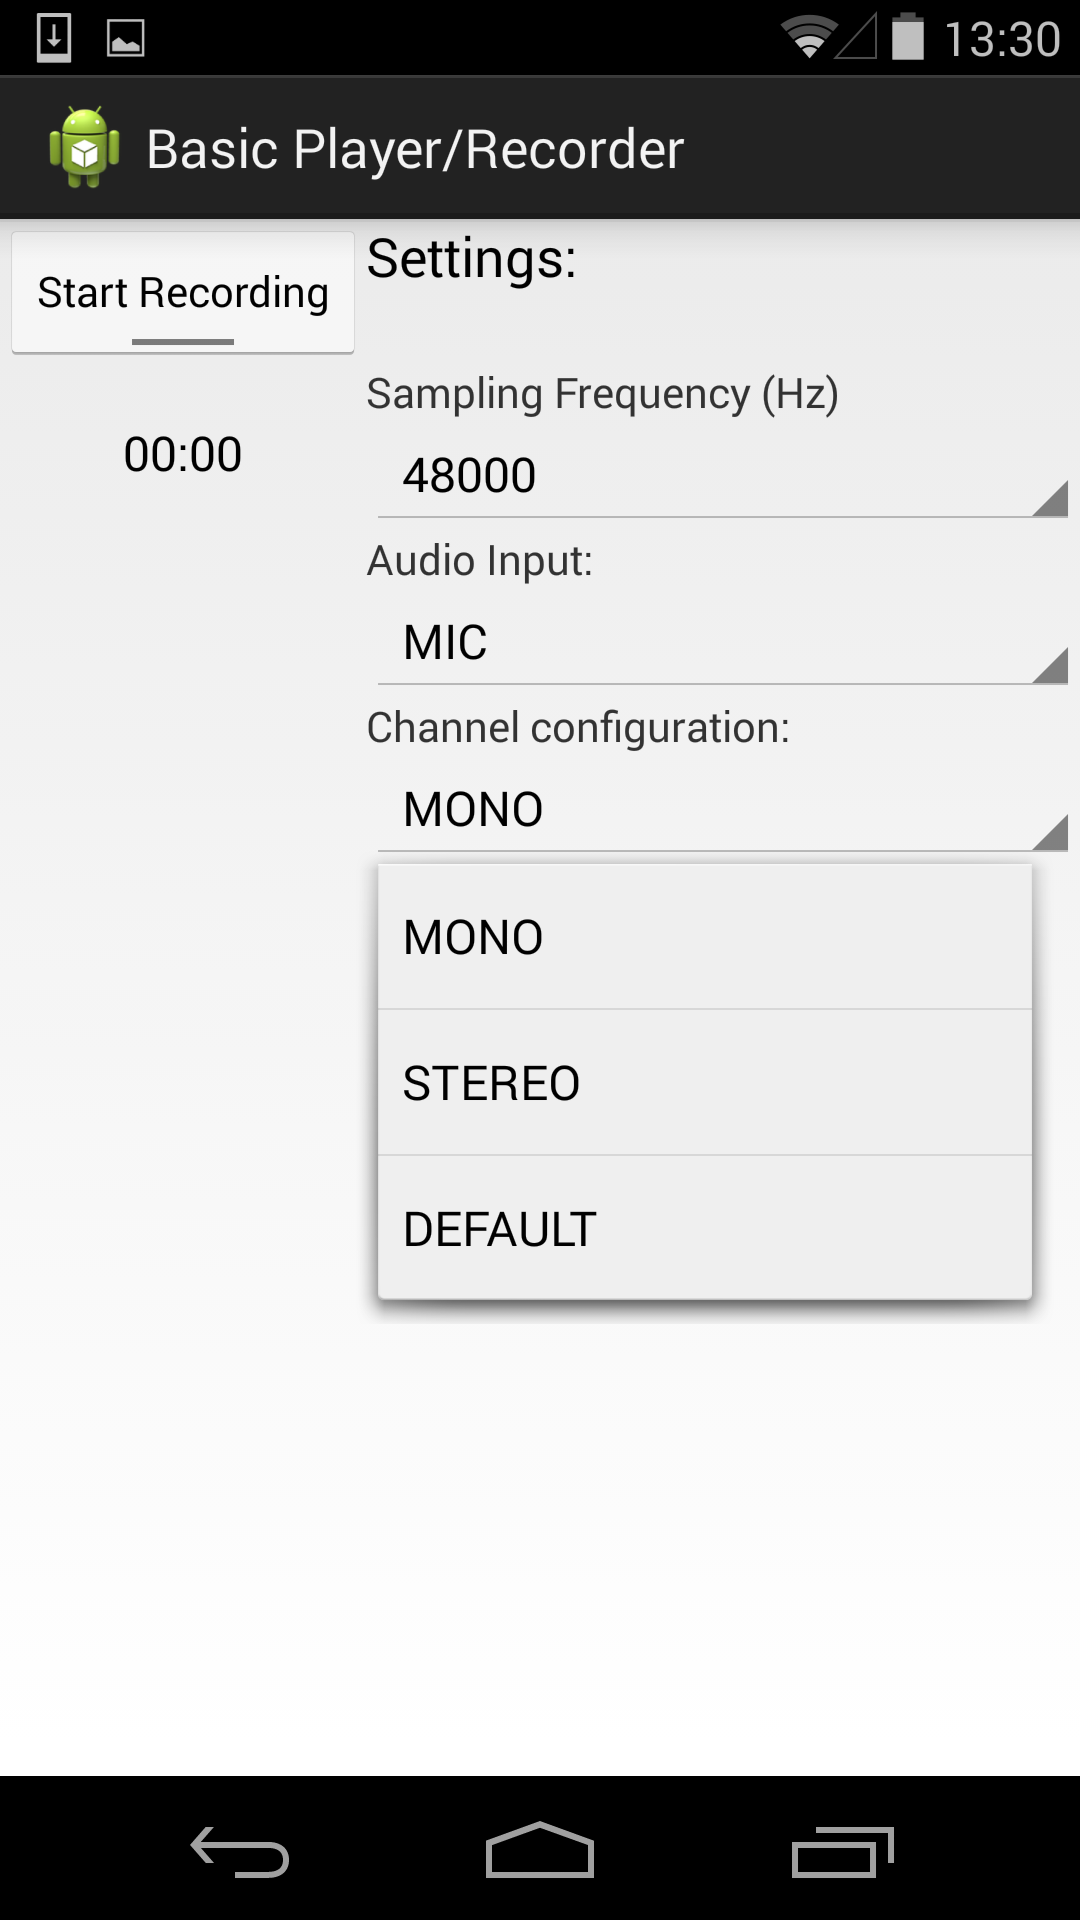 13:30
Basic Player/Recorder
Start Recording
00:00
Settings:
Sampling Frequency (Hz)
48000
Audio Input:
MIC
Channel configuration:
MONO
MONO
STEREO
DEFAULT